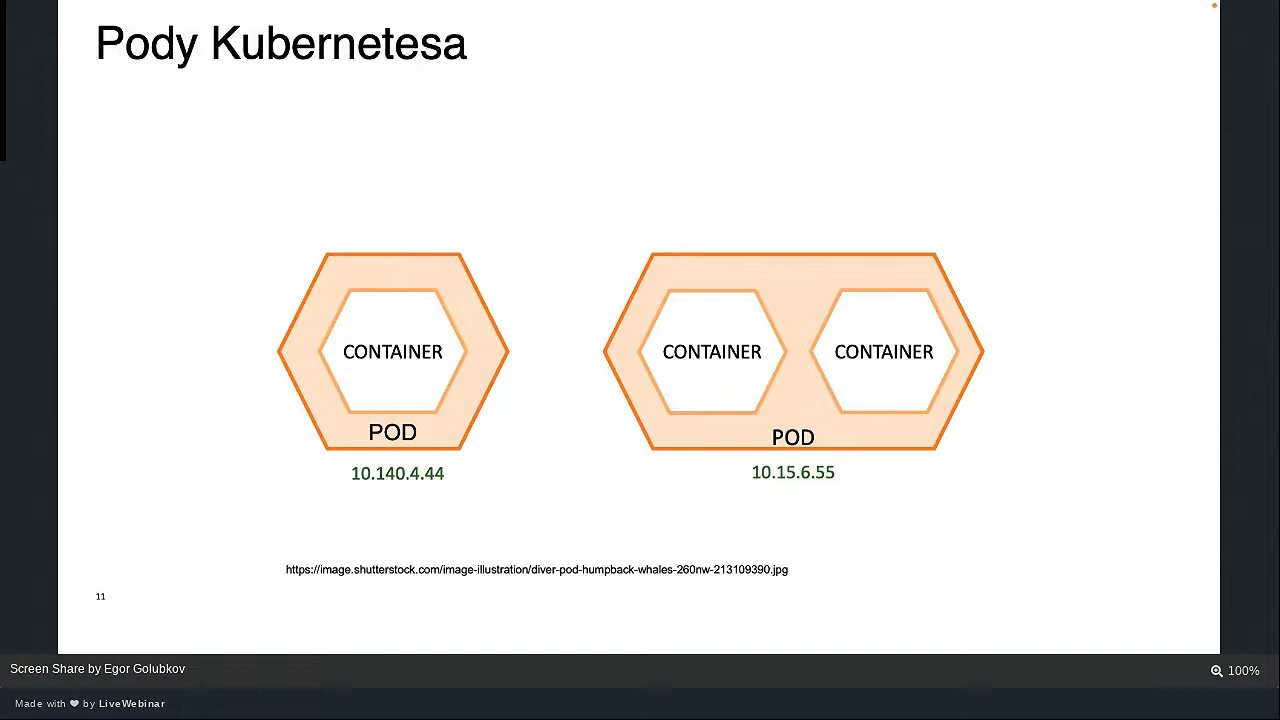 Pody Kubernetesa
CONTAINER
POD
10.140.4.44
CONTAINER
CONTAINER
POD
10.15.6.55
https://image.shutterstock.com/image-illustration/diver-pod-humpback-whales-260nw-213109390.jpg
11
Screen Share by Egor Golubkov
100%
Made with ❤ by LiveWebinar